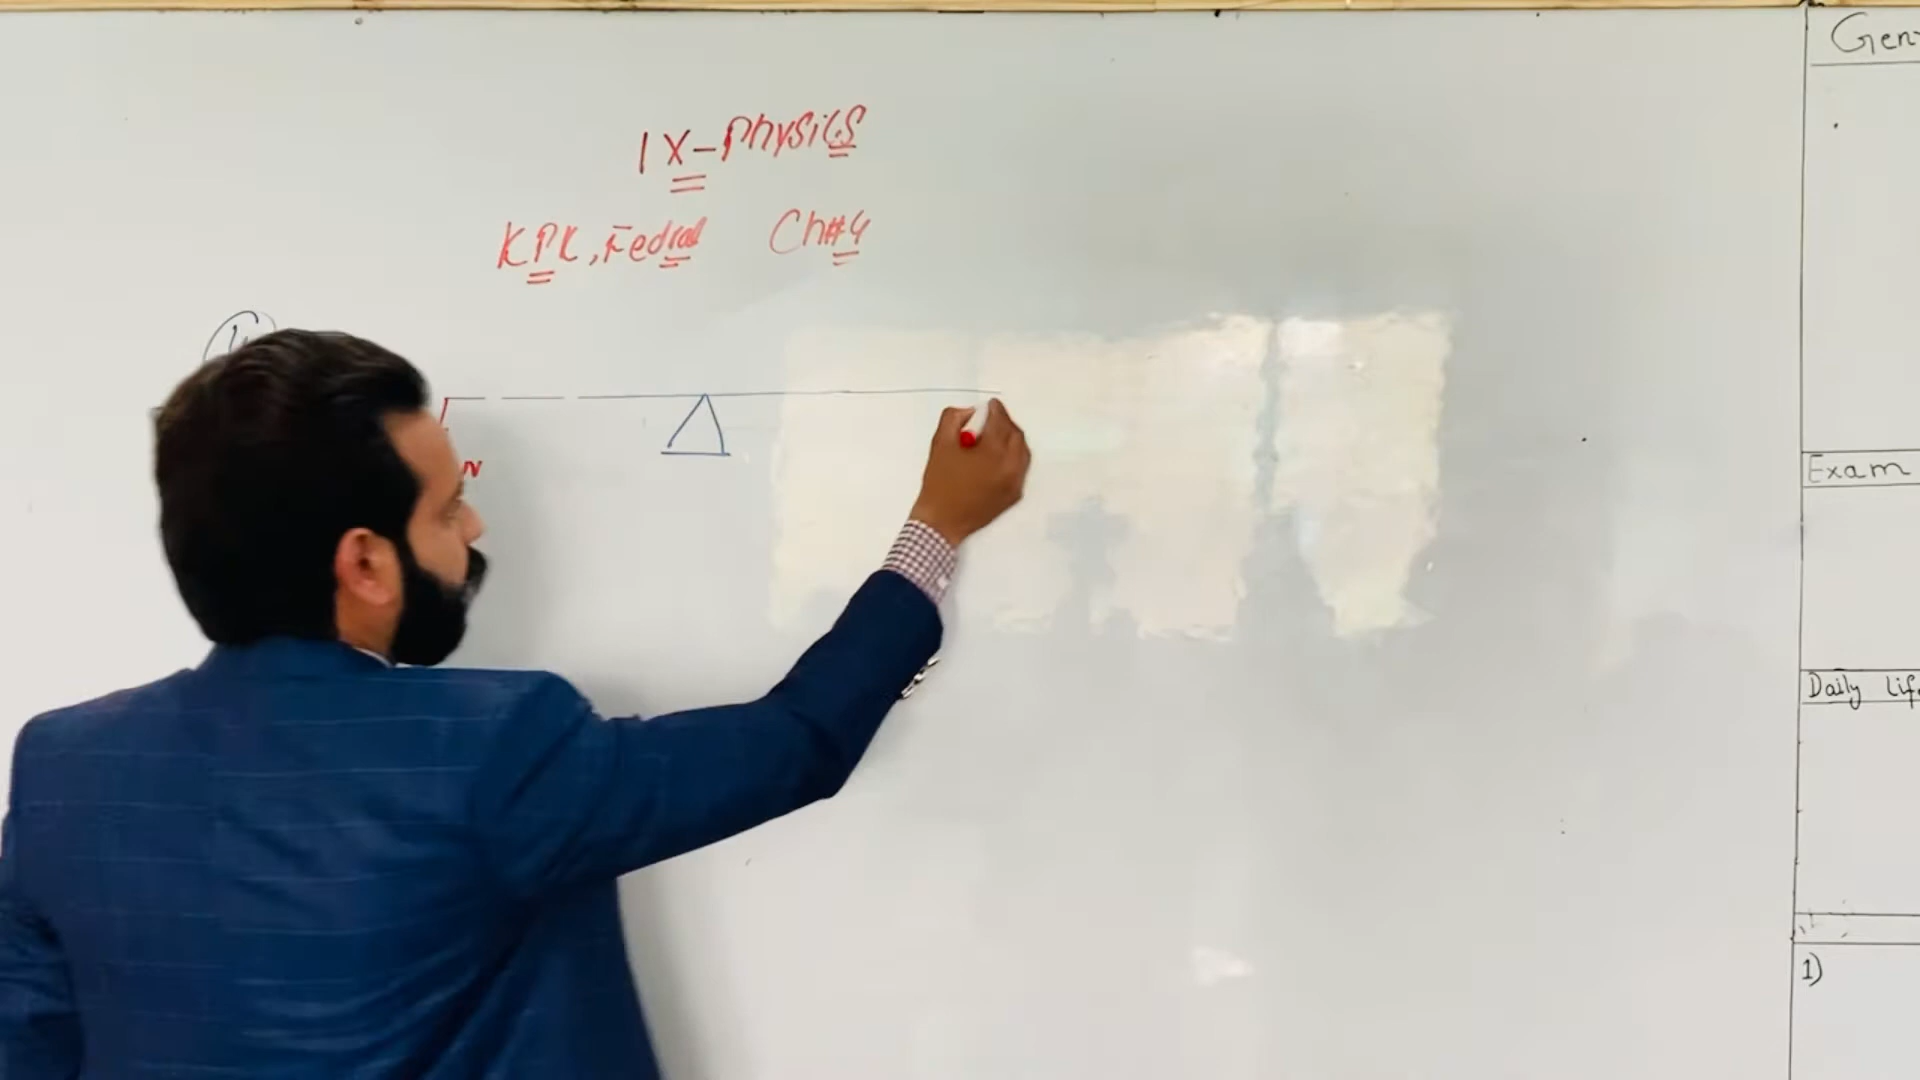 IX-Physics
KPK, Fedral Ch#4
N
Exam
Daily
1)